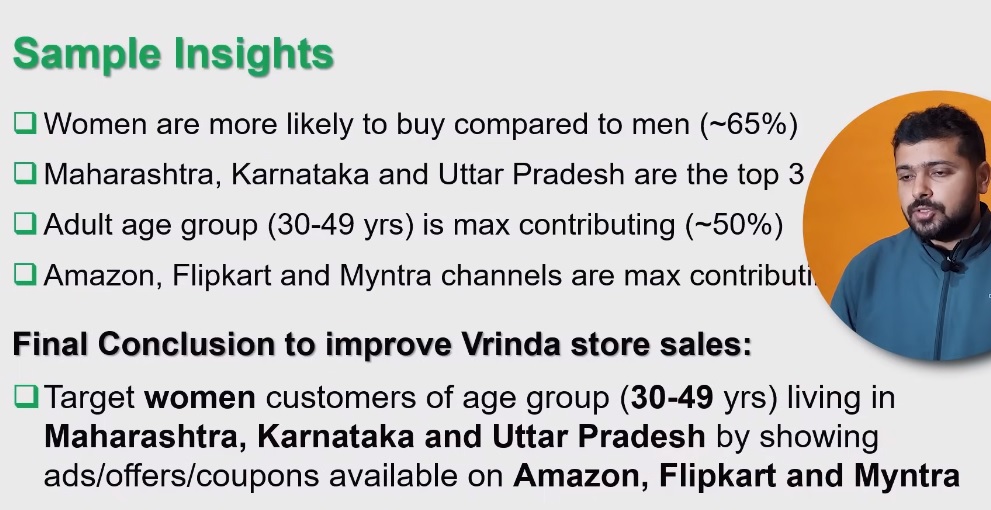 Sample Insights
Women are more likely to buy compared to men (~65%)
Maharashtra, Karnataka and Uttar Pradesh are the top 3
Adult age group (30-49 yrs) is max contributing (~50%)
Amazon, Flipkart and Myntra channels are max
Final Conclusion to improve Vrinda store sales:
Target women customers of age group (30-49 yrs) living in
Maharashtra, Karnataka and Uttar Pradesh by showing
ads/offers/coupons available on Amazon, Flipkart and Myntra